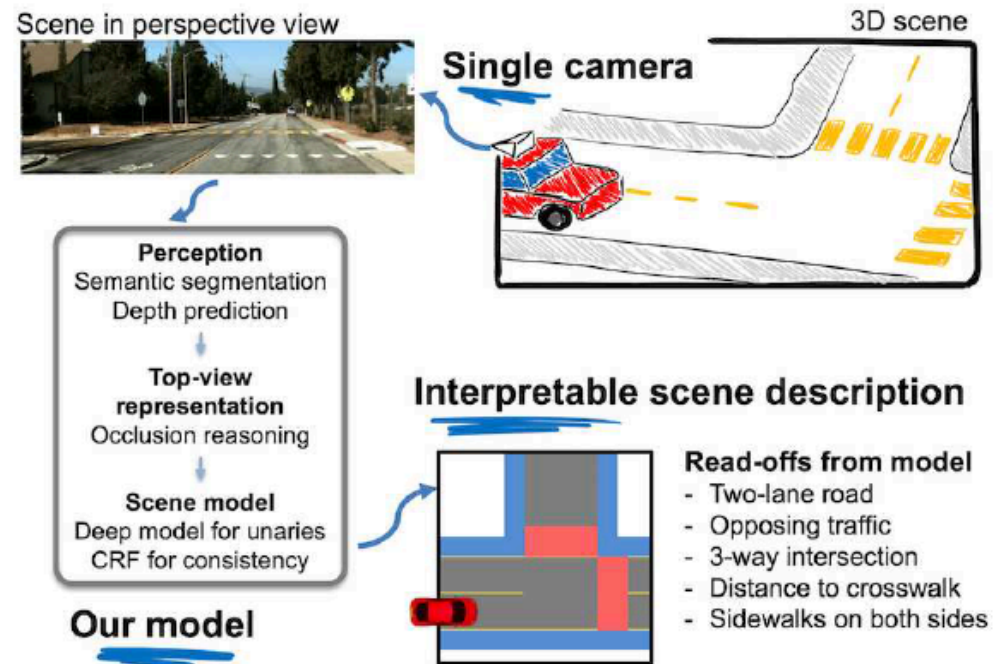 Scene in perspective view
3D scene
Single camera
Perception
Semantic segmentation
Depth prediction
Top-view
representation
Occlusion reasoning
Scene model
Deep model for unaries
CRF for consistency
Our model
Interpretable scene description
Read-offs from model
- Two-lane road
- Opposing traffic
- 3-way intersection
- Distance to crosswalk
- Sidewalks on both sides